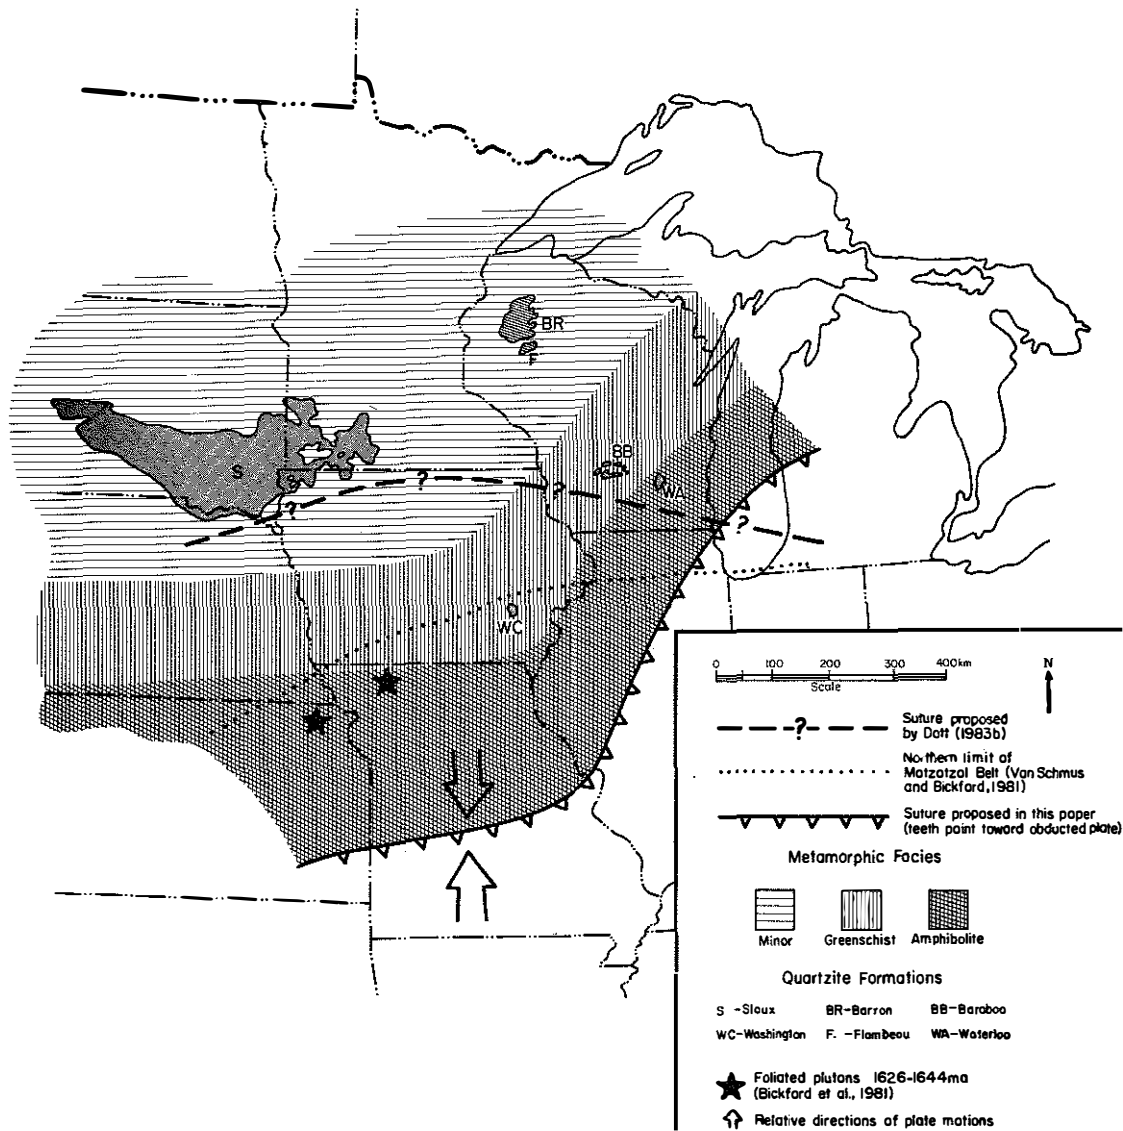 BR
F
BB
S
S
?
?
?
WA
?
WC
?
0 100 200 300 400km
Scale
N
?
Suture proposed
by Dott (1983b)
Northern limit of
Matzatzal Belt (Van Schmus
and Bickford, 1981)
Suture proposed in this paper
(teeth point toward obducted plate)
Metamorphic Facies
Minor Greenschist Amphibolite
Quartzite Formations
S -Sioux BR-Barron BB-Baraboo
WC-Washington F. -Flambeau WA-Waterloo
Foliated plutons 1626-1644ma
(Bickford et al., 1981)
Relative directions of plate motions